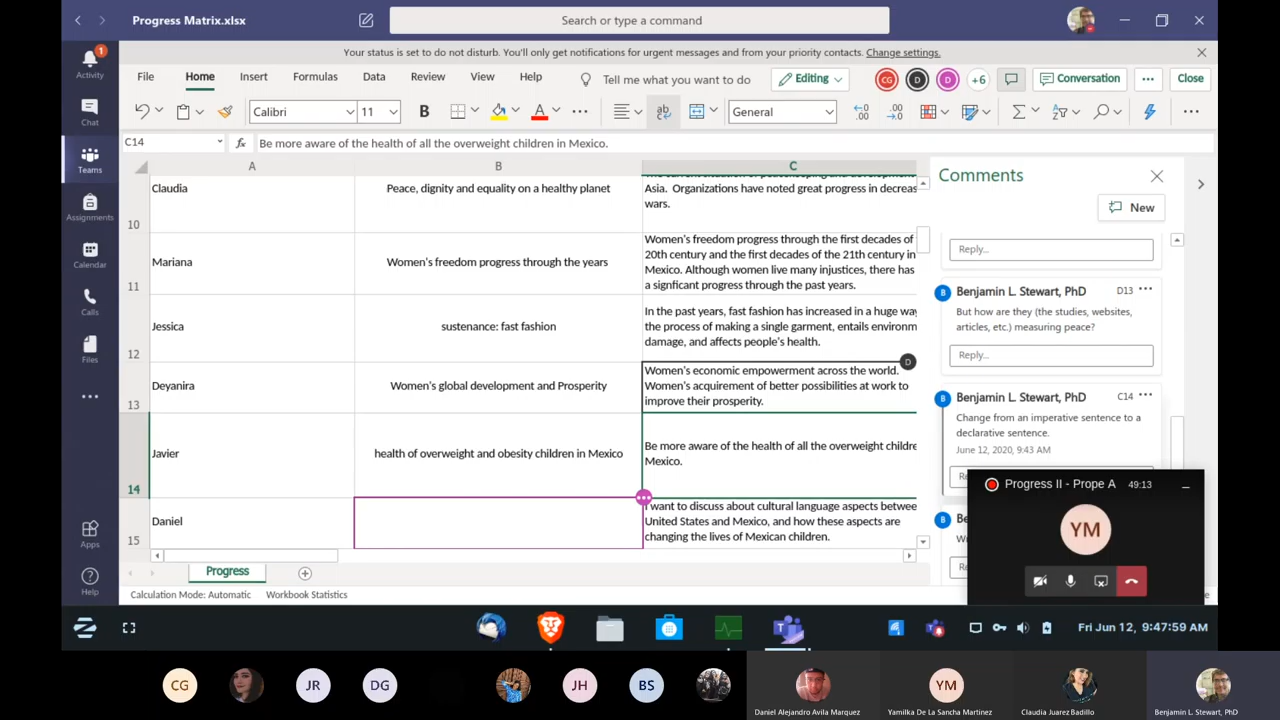 Progress Matrix.xlsx
Search or type a command
Your status is set to do not disturb. You'll only get notifications for urgent messages and from your priority contacts. Change settings.
Activity
1
Chat
Teams
Assignments
Calendar
Calls
Files
Apps
Help
File Home Insert Formulas Data Review View Help
Tell me what you want to do
Editing
CG D D +6
Conversation
Close
Calibri 11 B A General
C14
fx
Be more aware of the health of all the overweight children in Mexico.
A B C
10 Claudia
Peace, dignity and equality on a healthy planet
Asia. Organizations have noted great progress in decreas
wars.
11 Mariana
Women's freedom progress through the years
Women's freedom progress through the first decades of
20th century and the first decades of the 21th century in
Mexico. Although women live many injustices, there has
a signficant progress through the past years.
12 Jessica
sustenance: fast fashion
In the past years, fast fashion has increased in a huge way
the process of making a single garment, entails environm
damage, and affects people's health.
13 Deyanira
Women's global development and Prosperity
Women's economic empowerment across the world.
Women's acquirement of better possibilities at work to
improve their prosperity.
D
14 Javier
health of overweight and obesity children in Mexico
Be more aware of the health of all the overweight childre
Mexico.
15 Daniel
I want to discuss about cultural language aspects betwee
United States and Mexico, and how these aspects are
changing the lives of Mexican children.
Progress
Calculation Mode: Automatic Workbook Statistics
Comments
New
Reply...
B Benjamin L. Stewart, PhD D13
But how are they (the studies, websites,
articles, etc.) measuring peace?
Reply...
B Benjamin L. Stewart, PhD C14
Change from an imperative sentence to a
declarative sentence.
June 12, 2020, 9:43 AM
Re
B Be
Re
Progress II - Prope A 49:13
YM
Fri Jun 12, 9:47:59 AM
CG
JR
DG
JH
BS
YM
Daniel Alejandro Avila Marquez
Yamilka De La Sancha Martinez
Claudia Juarez Badillo
Benjamin L. Stewart, PhD